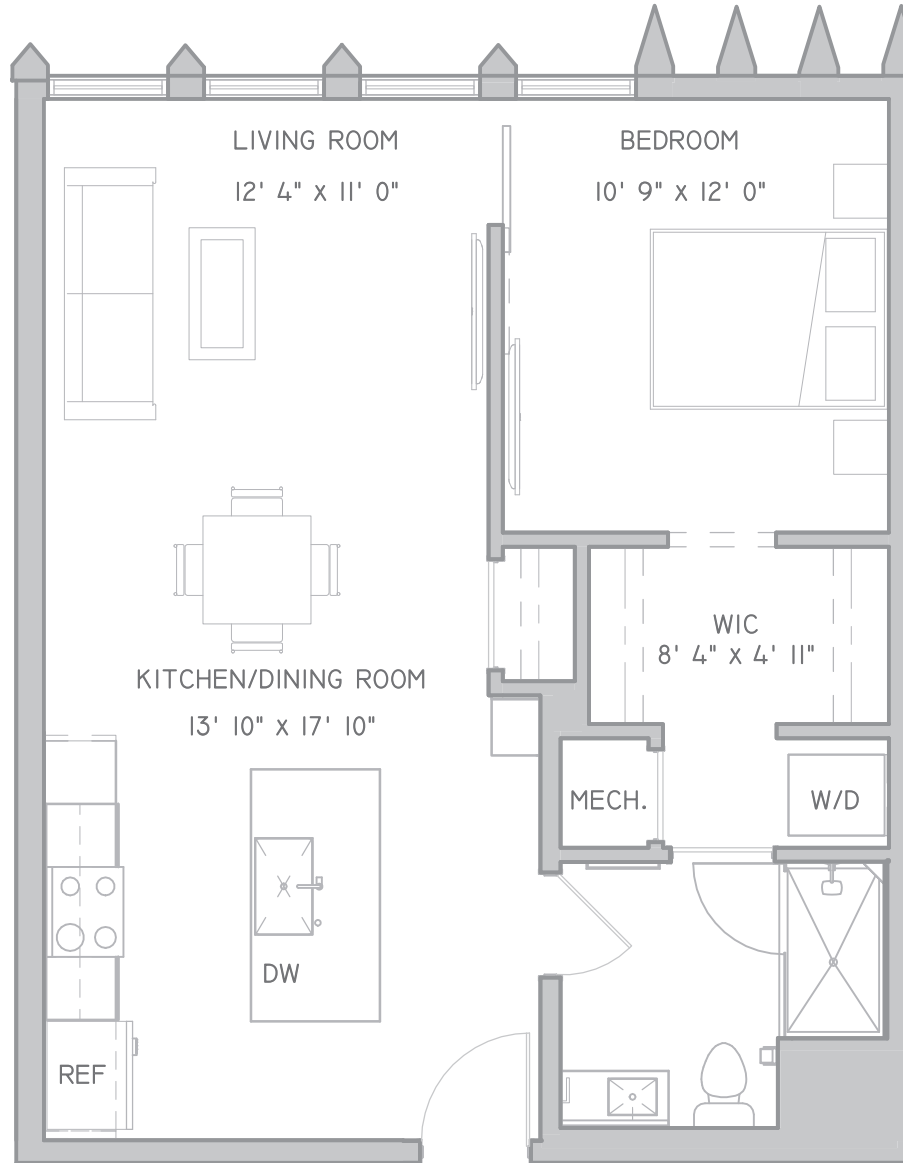 LIVING ROOM
12' 4" X 11' 0"
BEDROOM
10' 9" X 12' 0"
WIC
8' 4" X 4' 11"
KITCHEN/DINING ROOM
13' 10" X 17' 10"
MECH.
W/D
DW
REF